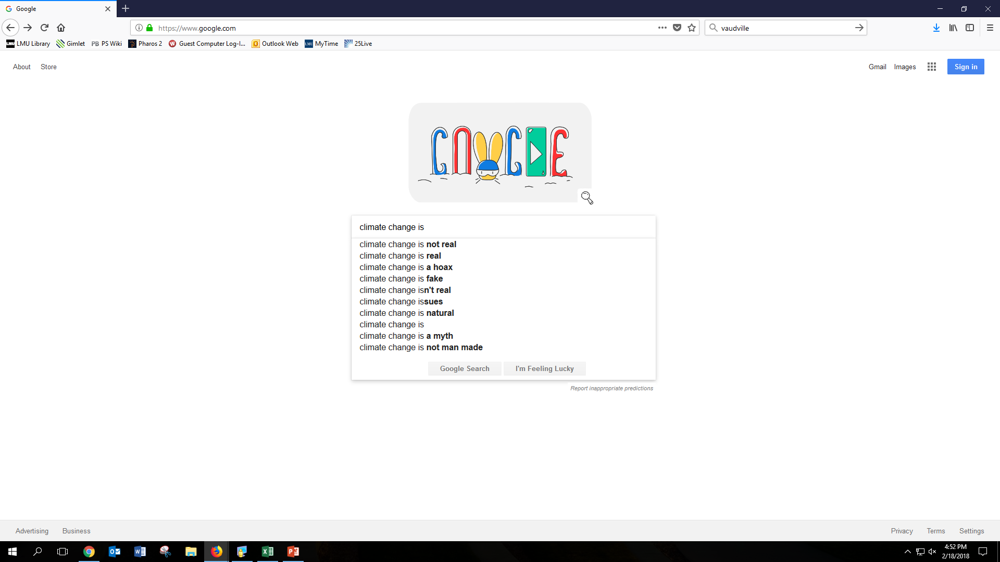 Google
https://www.google.com
vaudville
LMU LMU Library Gimlet PB PS Wiki Pharos 2 W Guest Computer Log-I... Outlook Web LMU MyTime 25Live
About Store Gmail Images Sign in
climate change is
climate change is not real
climate change is real
climate change is a hoax
climate change is fake
climate change isn't real
climate change issues
climate change is natural
climate change is
climate change is a myth
climate change is not man made
Google Search I'm Feeling Lucky
Report inappropriate predictions
Advertising Business Privacy Terms Settings
4:52 PM
2/18/2018